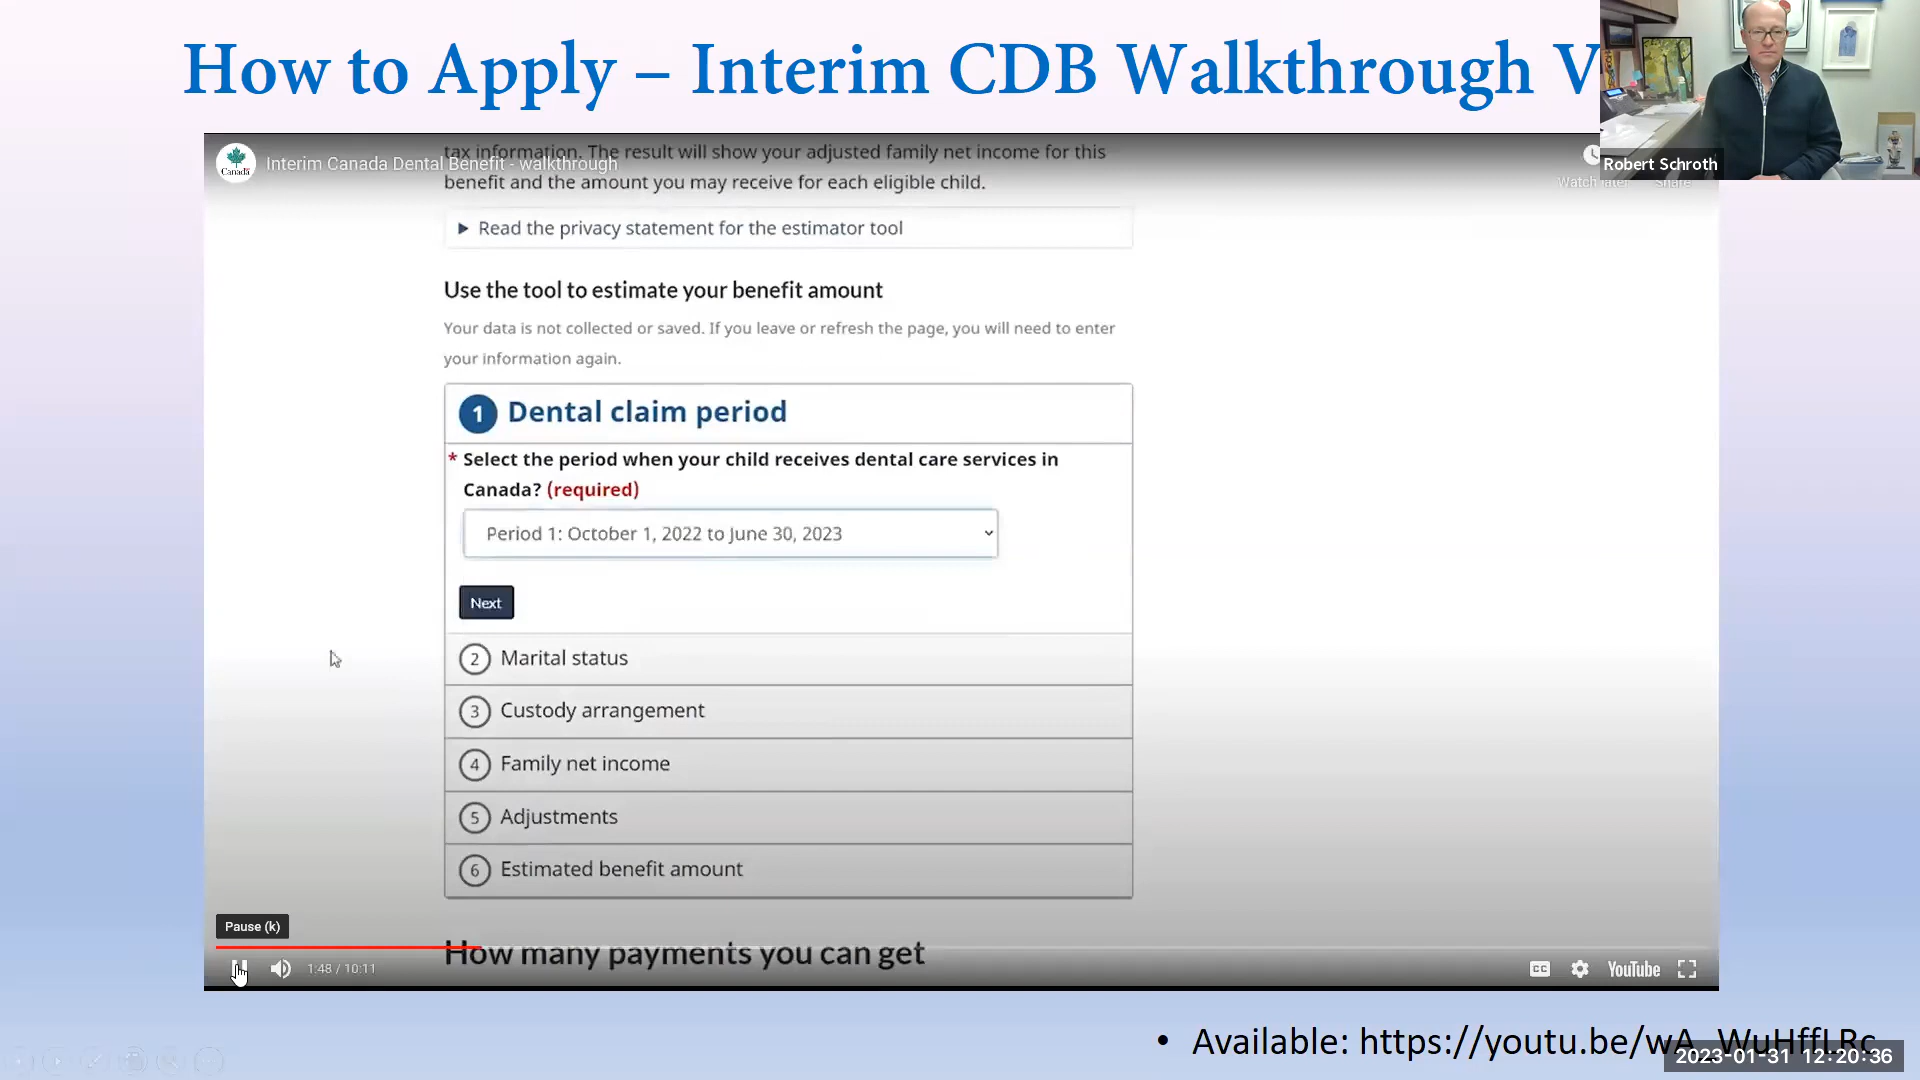 How to Apply – Interim CDB Walkthrough V
Robert Schroth
Canada
Interim Canada Dental Benefit - walkthrough
Watch later
Share
tax information. The result will show your adjusted family net income for this
benefit and the amount you may receive for each eligible child.
Read the privacy statement for the estimator tool
Use the tool to estimate your benefit amount
Your data is not collected or saved. If you leave or refresh the page, you will need to enter
your information again.
1 Dental claim period
* Select the period when your child receives dental care services in
Canada? (required)
Period 1: October 1, 2022 to June 30, 2023
Next
2 Marital status
3 Custody arrangement
4 Family net income
5 Adjustments
6 Estimated benefit amount
How many payments you can get
Pause (k)
1:48 / 10:11
CC
YouTube
• Available: https://youtu.be/wA_WuHffLRc
2023-01-31 12:20:36